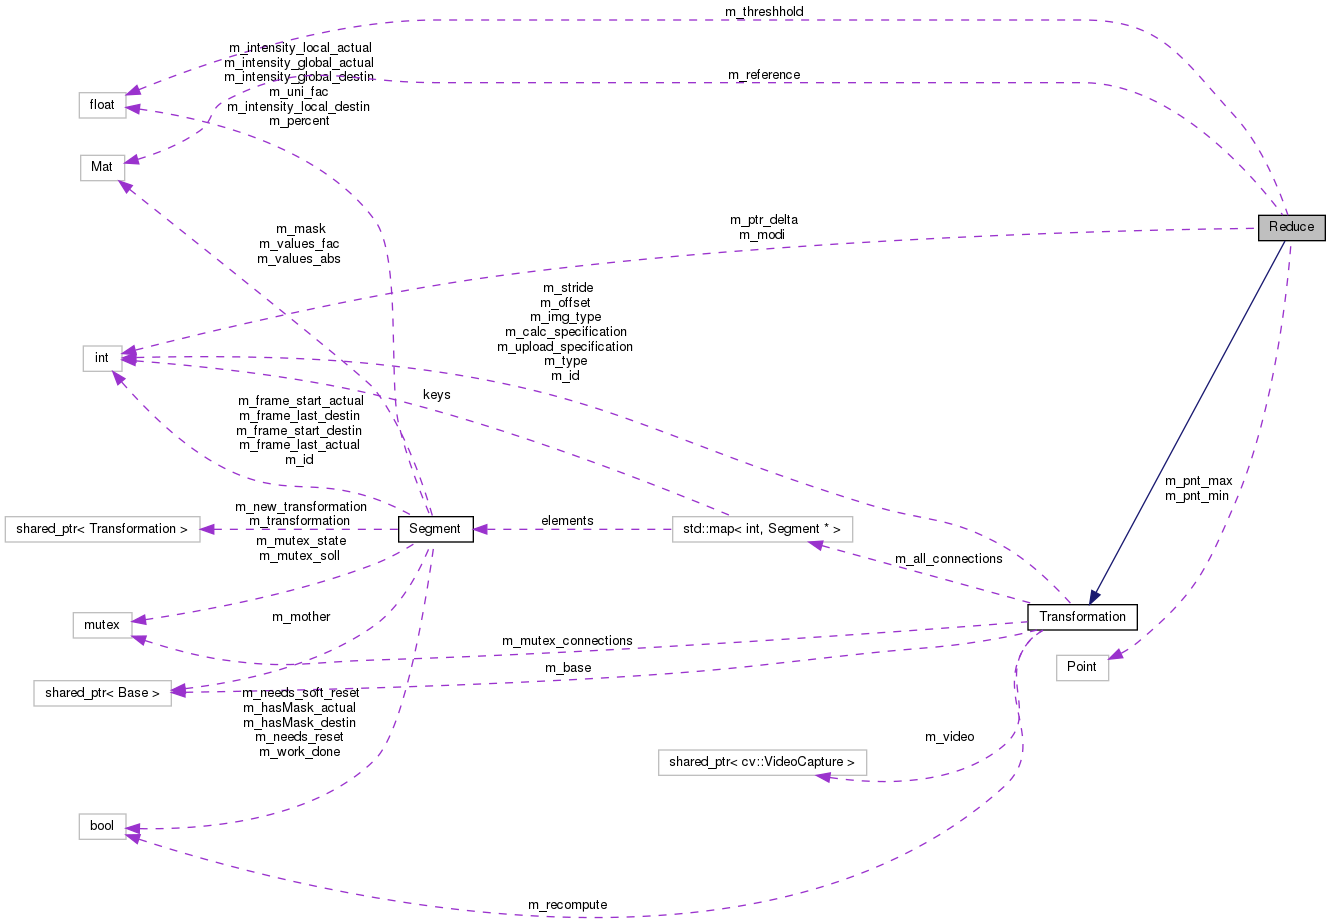 m_threshhold
m_intensity_local_actual
m_intensity_global_actual
m_intensity_global_destin
m_uni_fac
m_intensity_local_destin
m_percent
m_reference
float
Mat
m_ptr_delta
m_modi
Reduce
m_mask
m_values_fac
m_values_abs
m_stride
m_offset
m_img_type
m_calc_specification
m_upload_specification
m_type
m_id
int
keys
m_frame_start_actual
m_frame_last_destin
m_frame_start_destin
m_frame_last_actual
m_id
m_pnt_max
m_pnt_min
m_new_transformation
m_transformation
shared_ptr< Transformation >
Segment
elements
std::map< int, Segment * >
m_mutex_state
m_mutex_soll
m_all_connections
m_mother
Transformation
mutex
m_mutex_connections
m_base
Point
shared_ptr< Base >
m_needs_soft_reset
m_hasMask_actual
m_hasMask_destin
m_needs_reset
m_work_done
m_video
shared_ptr< cv::VideoCapture >
bool
m_recompute